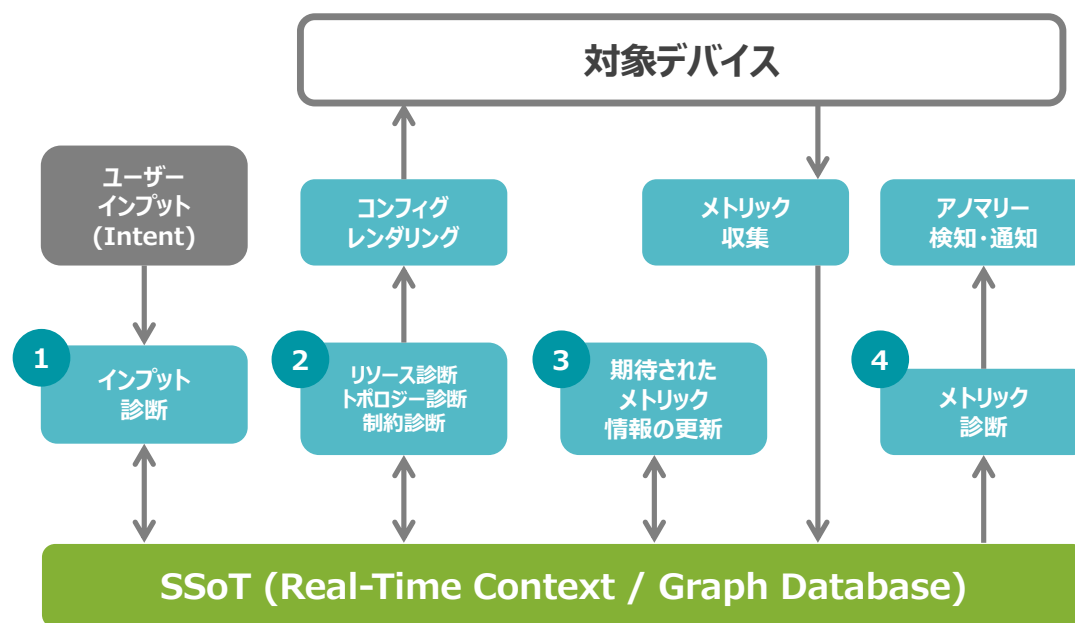 対象デバイス
ユーザー
インプット
(Intent)
コンフィグ
レンダリング
メトリック
収集
アノマリー
検知・通知
1
インプット
診断
2
リソース診断
トポロジー診断
制約診断
3
期待された
メトリック
情報の更新
4
メトリック
診断
SSoT (Real-Time Context / Graph Database)